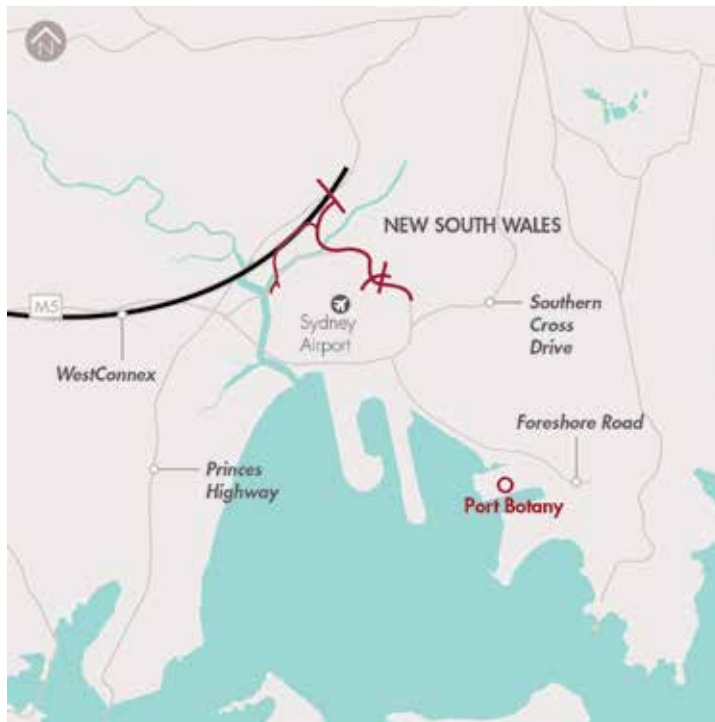 N
NEW SOUTH WALES
M5
Sydney
Airport
Southern
Cross
Drive
WestConnex
Foreshore Road
Princes
Highway
Port Botany